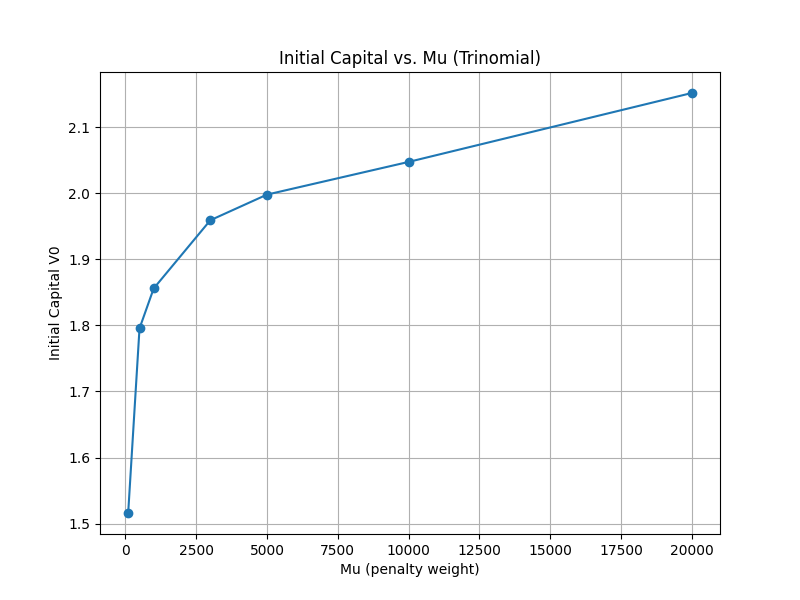 Initial Capital vs. Mu (Trinomial)
Initial Capital V0
2.1
2.0
1.9
1.8
1.7
1.6
1.5
0 2500 5000 7500 10000 12500 15000 17500 20000
Mu (penalty weight)